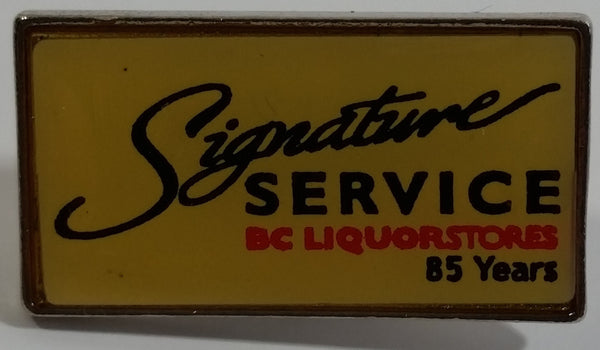 Signature
SERVICE
BC LIQUORSTORES
85 Years